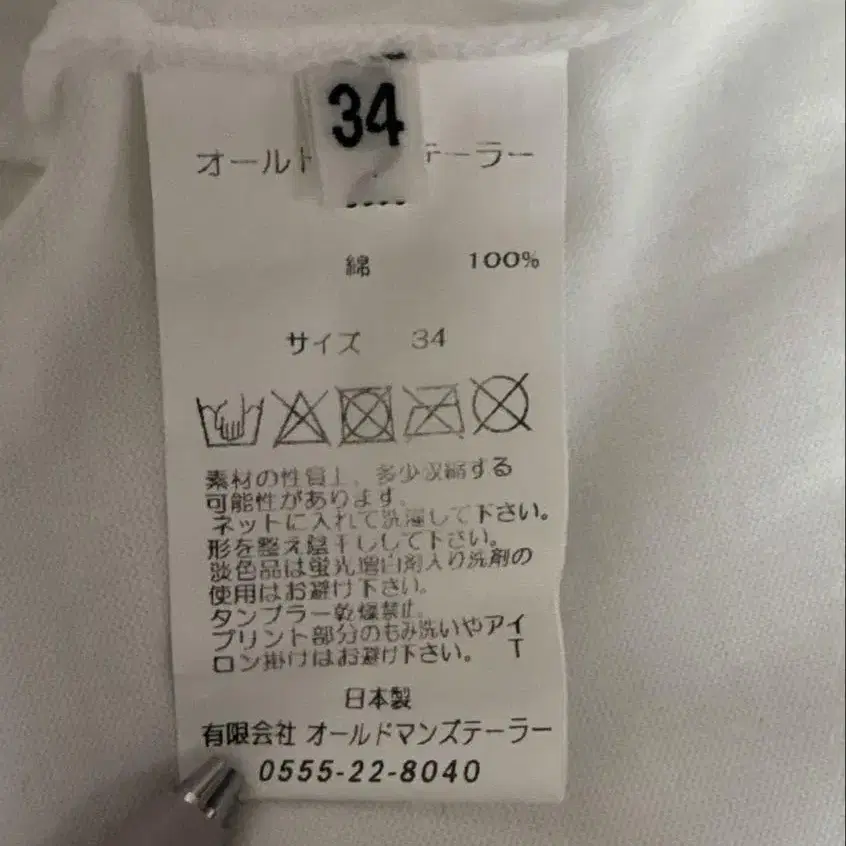 34
オールド テーラー
綿 100%
サイズ 34
素材の性質上、多少収縮する
可能性があります。
ネットに入れて洗濯して下さい。
形を整え陰干しして下さい。
淡色品は蛍光増白剤入り洗剤の
使用はお避け下さい。
タンブラー乾燥禁止。
プリント部分のもみ洗いやアイ
ロン掛けはお避け下さい。 T
日本製
有限会社 オールドマンズテーラー
0555-22-8040